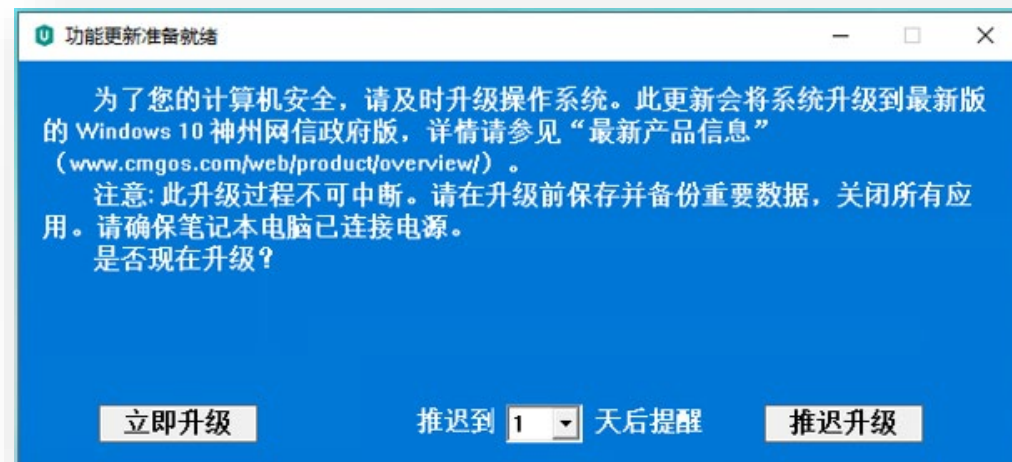 功能更新准备就绪
为了您的计算机安全，请及时升级操作系统。此更新会将系统升级到最新版
的 Windows 10 神州网信政府版，详情请参见“最新产品信息”
（www.cmgos.com/web/product/overview/）。
注意: 此升级过程不可中断。请在升级前保存并备份重要数据，关闭所有应
用。请确保笔记本电脑已连接电源。
是否现在升级？
立即升级 推迟到 1 天后提醒 推迟升级